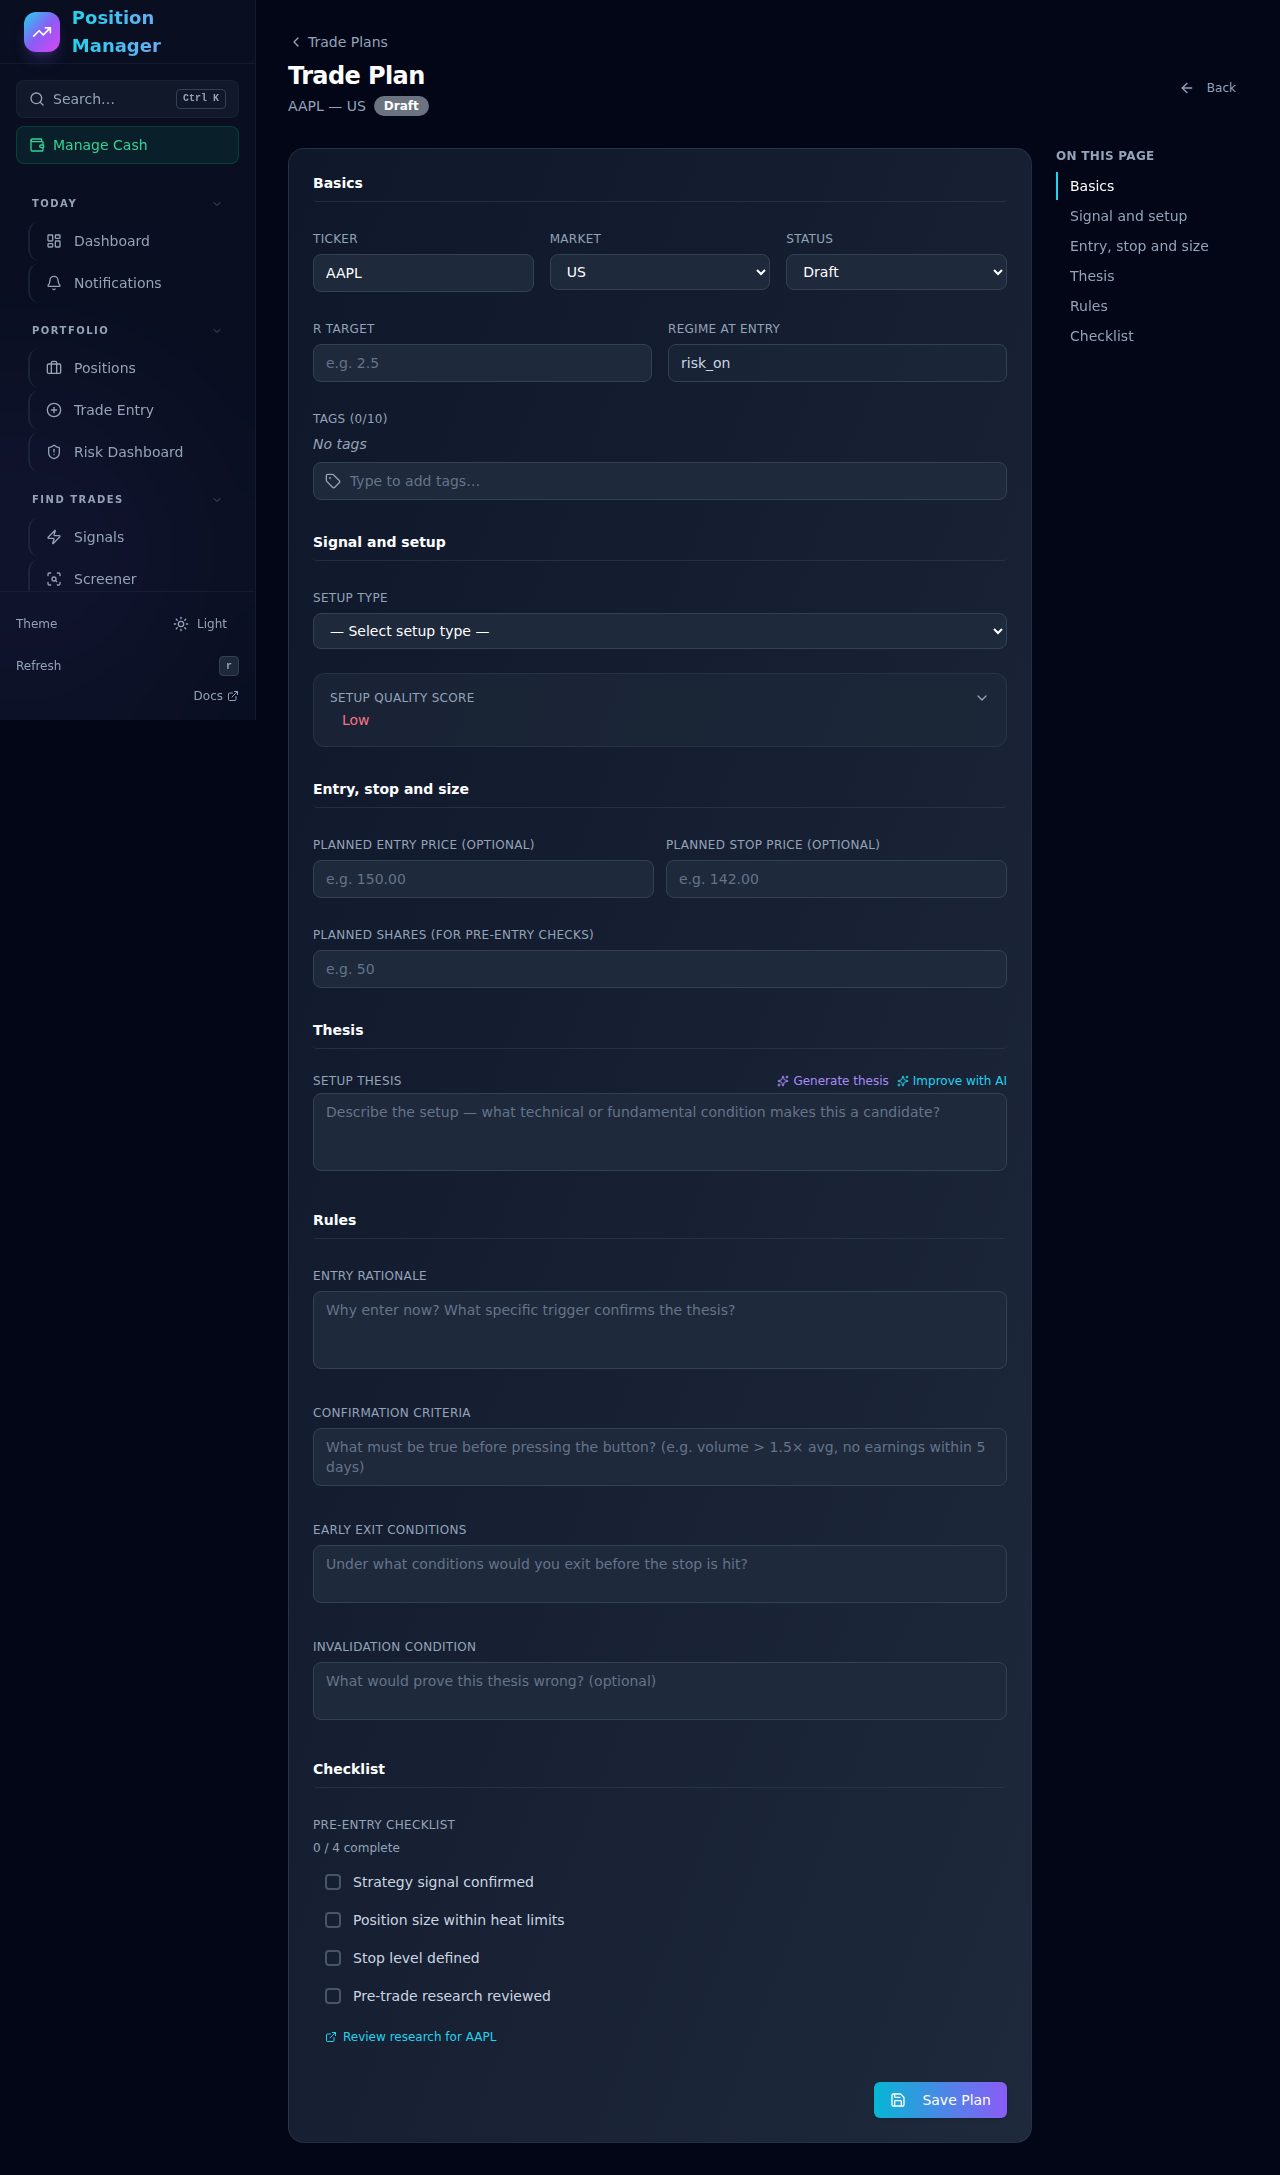 Position
Manager
Search...
Ctrl K
Manage Cash
TODAY
Dashboard
Notifications
PORTFOLIO
Positions
Trade Entry
Risk Dashboard
FIND TRADES
Signals
Screener
Theme
Light
Refresh
r
Docs
Trade Plans
Trade Plan
AAPL — US Draft
Back
Basics
TICKER
MARKET
STATUS
AAPL
US
Draft
R TARGET
REGIME AT ENTRY
e.g. 2.5
risk_on
TAGS (0/10)
No tags
Type to add tags...
Signal and setup
SETUP TYPE
— Select setup type —
SETUP QUALITY SCORE
Low
Entry, stop and size
PLANNED ENTRY PRICE (OPTIONAL)
PLANNED STOP PRICE (OPTIONAL)
e.g. 150.00
e.g. 142.00
PLANNED SHARES (FOR PRE-ENTRY CHECKS)
e.g. 50
Thesis
SETUP THESIS
Generate thesis
Improve with AI
Describe the setup — what technical or fundamental condition makes this a candidate?
Rules
ENTRY RATIONALE
Why enter now? What specific trigger confirms the thesis?
CONFIRMATION CRITERIA
What must be true before pressing the button? (e.g. volume > 1.5× avg, no earnings within 5
days)
EARLY EXIT CONDITIONS
Under what conditions would you exit before the stop is hit?
INVALIDATION CONDITION
What would prove this thesis wrong? (optional)
Checklist
PRE-ENTRY CHECKLIST
0 / 4 complete
Strategy signal confirmed
Position size within heat limits
Stop level defined
Pre-trade research reviewed
Review research for AAPL
Save Plan
ON THIS PAGE
Basics
Signal and setup
Entry, stop and size
Thesis
Rules
Checklist